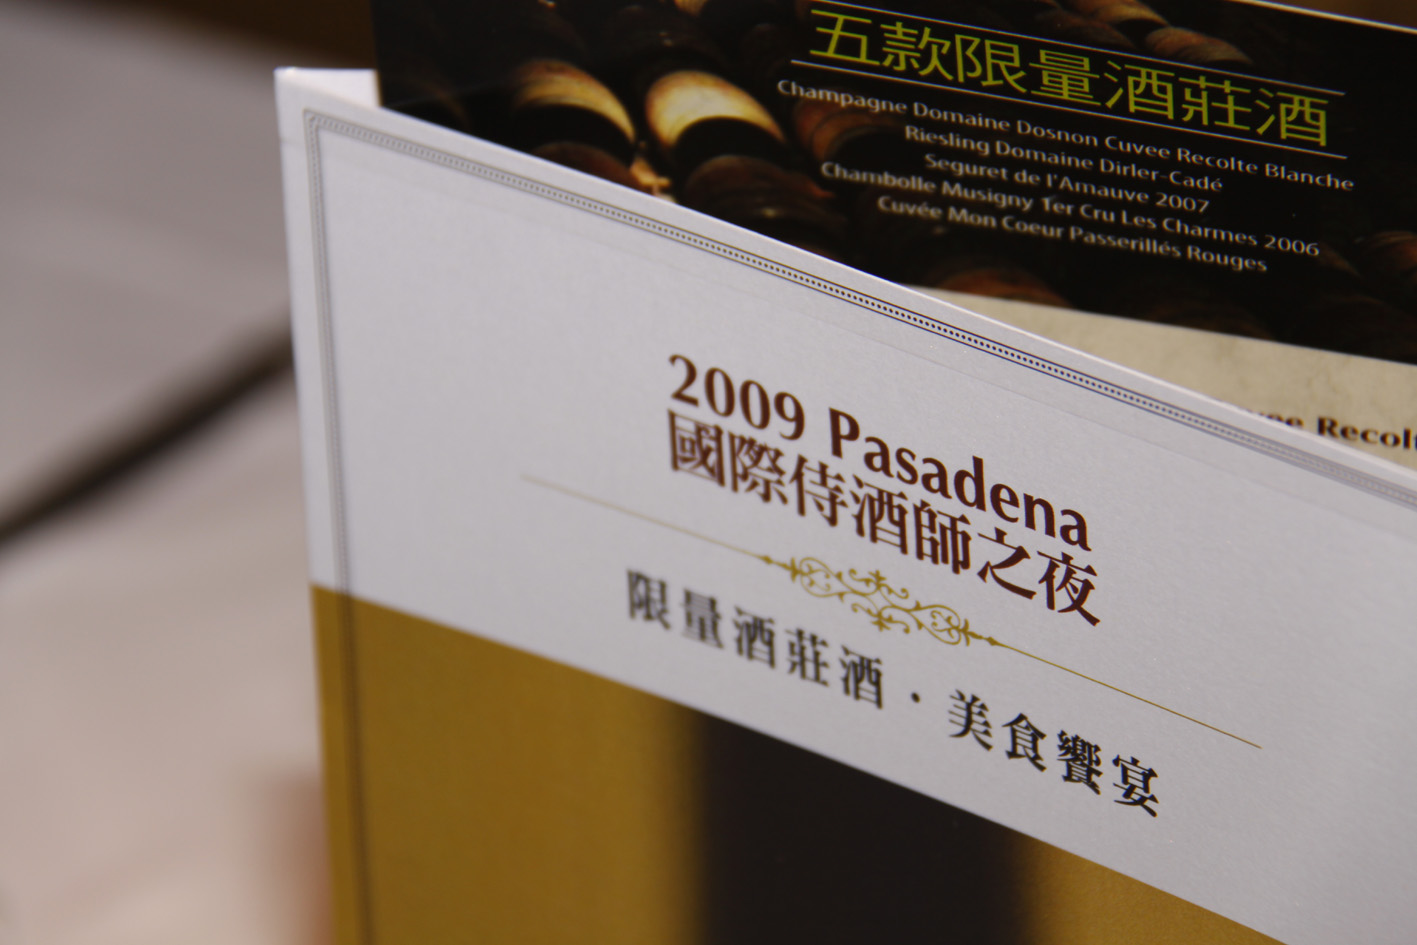 五款限量酒莊酒
Champagne Domaine Dosnon Cuvee Recolte Blanche
Riesling Domaine Dirler-Cadé
Seguret de l'Amauve 2007
Chambolle Musigny 1er Cru Les Charmes 2006
Cuvée Mon Coeur Passerillés Rouges
Recolt
2009 Pasadena
國際侍酒師之夜
限量酒莊酒・美食饗宴